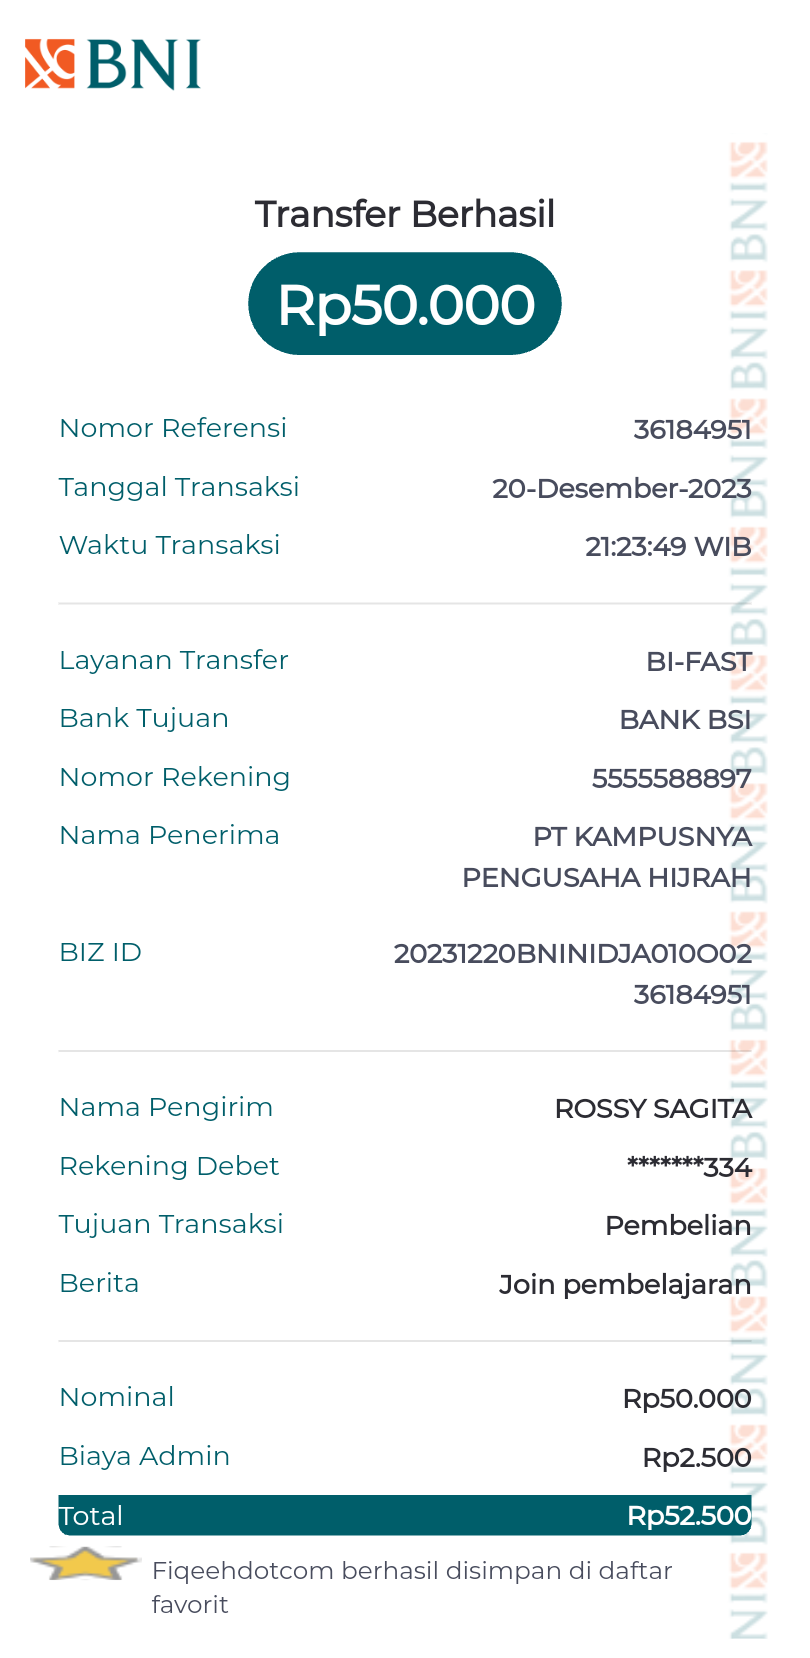 BNI
Transfer Berhasil
Rp50.000
Nomor Referensi 36184951
Tanggal Transaksi 20-Desember-2023
Waktu Transaksi 21:23:49 WIB
Layanan Transfer BI-FAST
Bank Tujuan BANK BSI
Nomor Rekening 5555588897
Nama Penerima PT KAMPUSNYA
PENGUSAHA HIJRAH
BIZ ID 20231220BNINIDJA010O02
36184951
Nama Pengirim ROSSY SAGITA
Rekening Debet *******334
Tujuan Transaksi Pembelian
Berita Join pembelajaran
Nominal Rp50.000
Biaya Admin Rp2.500
Total Rp52.500
Fiqeehdotcom berhasil disimpan di daftar
favorit
BNI BNI BNI BNI BNI BNI BNI BNI BNI BNI BNI NI